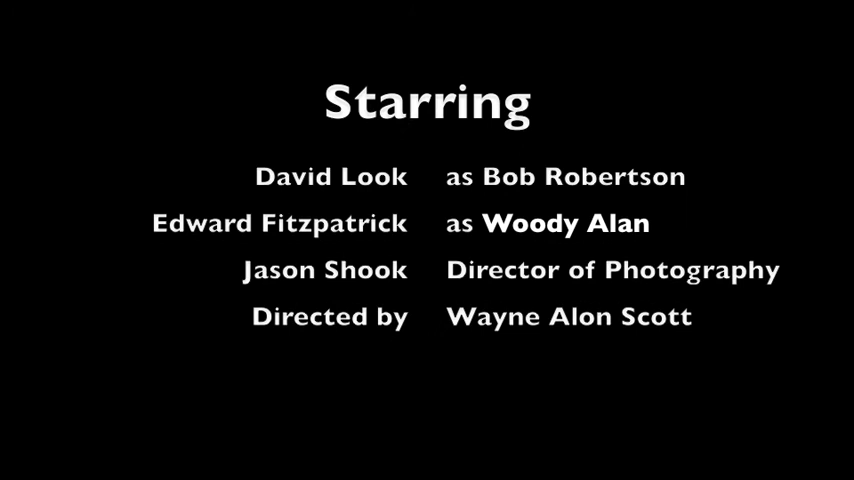 Starring
David Look as Bob Robertson
Edward Fitzpatrick as Woody Alan
Jason Shook Director of Photography
Directed by Wayne Alon Scott